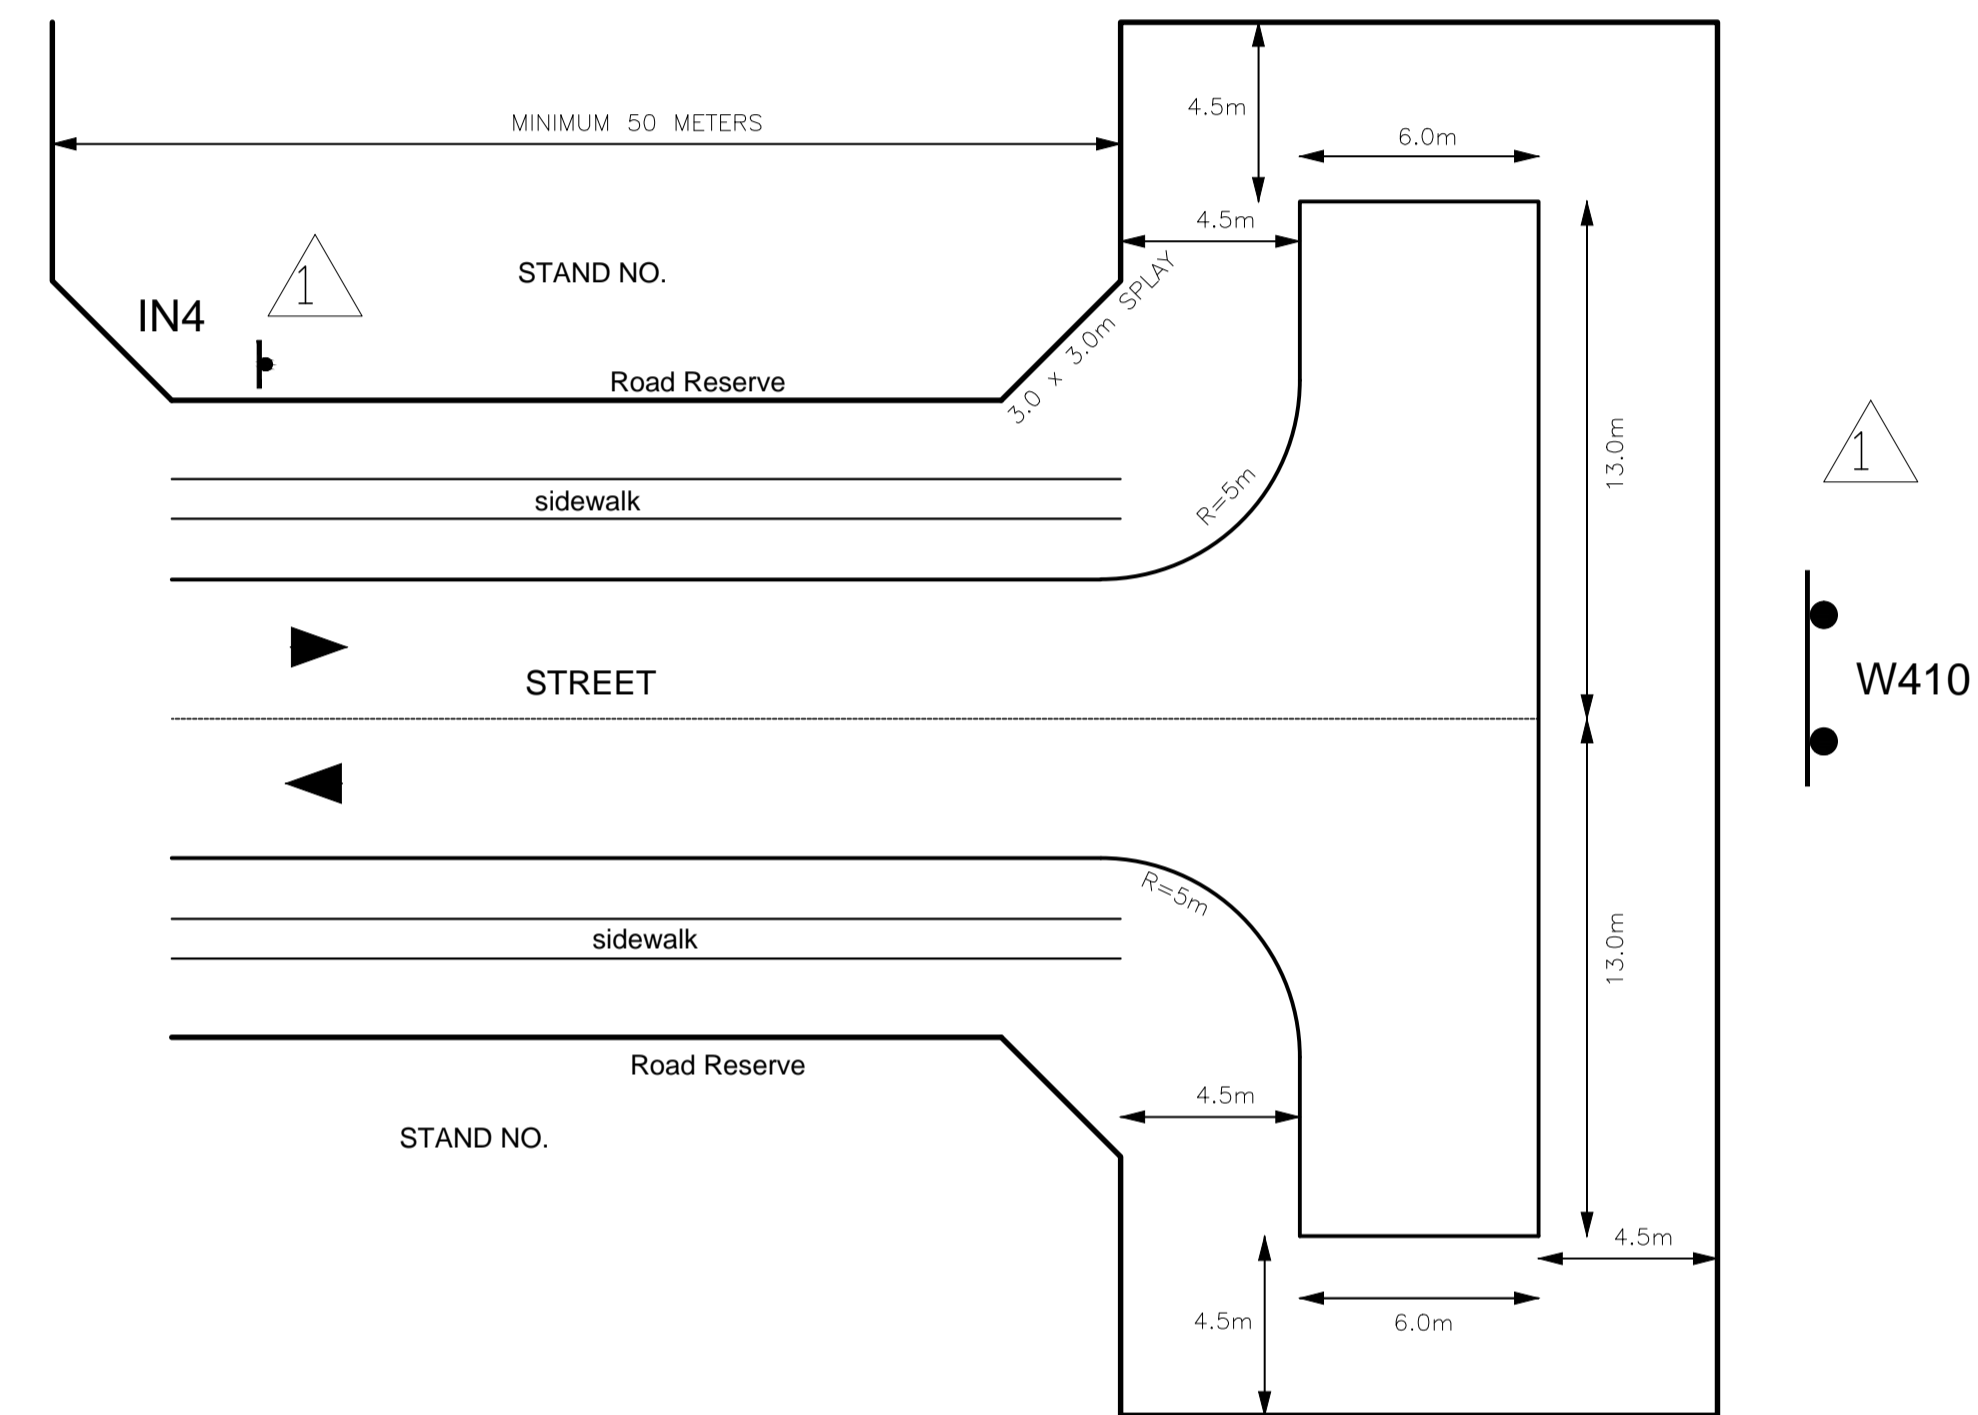 MINIMUM 50 METERS
4.5m
6.0m
4.5m
STAND NO.
1
IN4
3.0 x 3.0m SPLAY
Road Reserve
13.0m
1
R=5m
sidewalk
STREET
W410
R=5m
sidewalk
13.0m
Road Reserve
4.5m
STAND NO.
4.5m
4.5m
6.0m